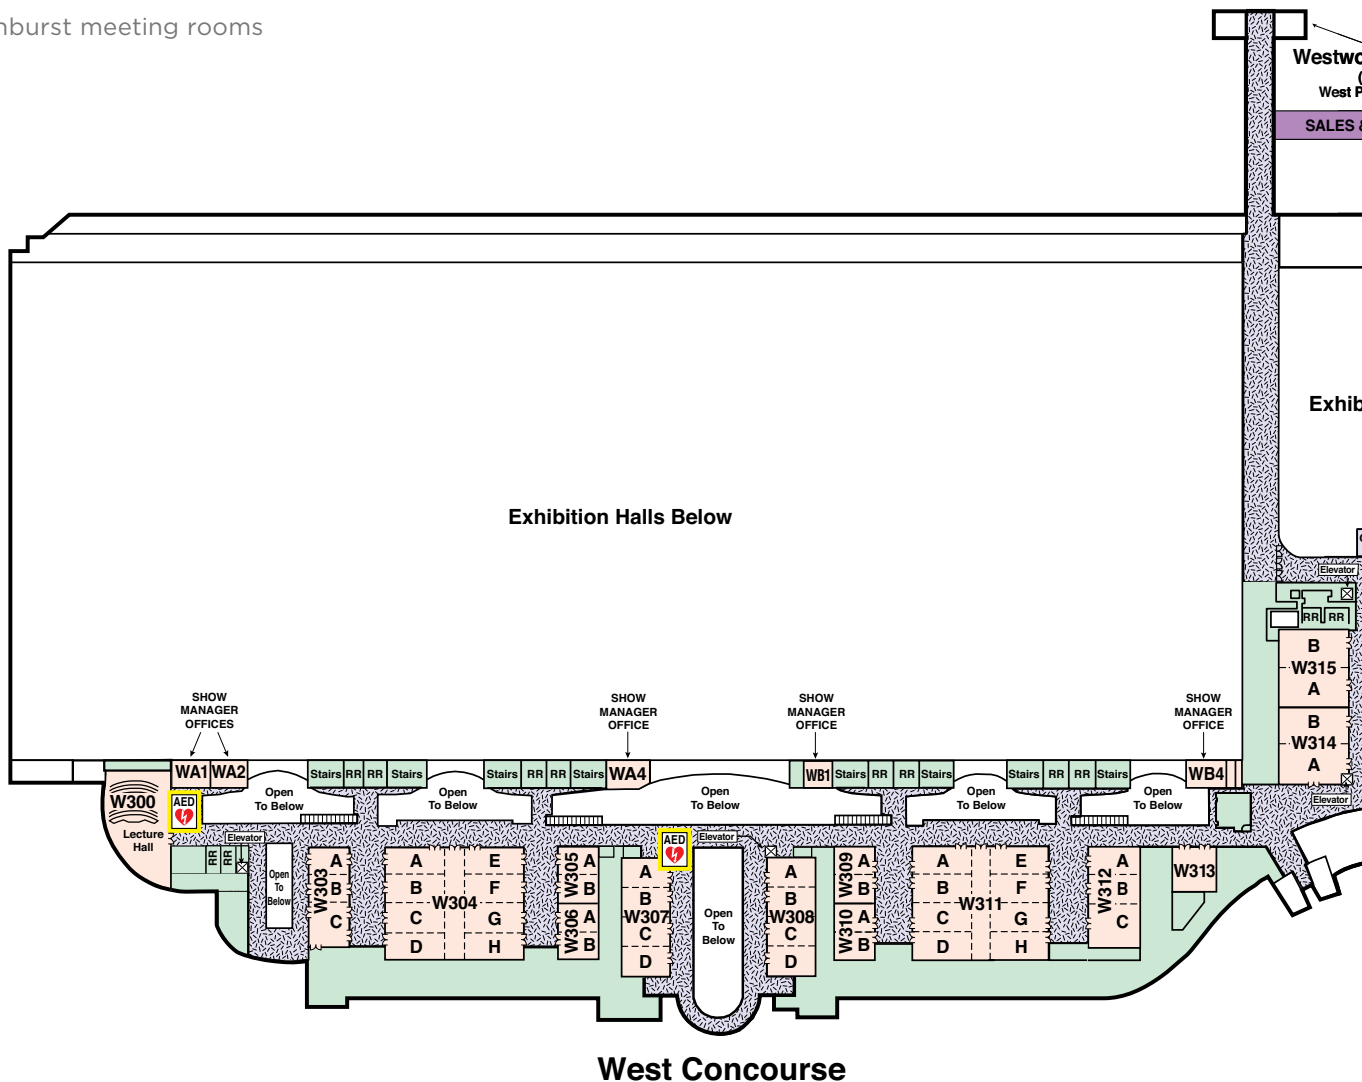 nburst meeting rooms
Westwo
(
West P
SALES &
Exhib
Exhibition Halls Below
Elevator
RR RR
B
W315
A
B
W314
A
Elevator
SHOW
MANAGER
OFFICES
SHOW
MANAGER
OFFICE
SHOW
MANAGER
OFFICE
SHOW
MANAGER
OFFICE
WA1 WA2
Stairs RR RR Stairs
Stairs RR RR Stairs
WA4
WB1
Stairs RR RR Stairs
Stairs RR RR Stairs
WB4
Open
To Below
Open
To Below
Open
To Below
Open
To Below
Open
To Below
W300
Lecture
Hall
AED
Elevator
RR RR
Open
To
Below
W303
A
B
C
W304
A
B
C
D
E
F
G
H
W305
A
B
W306
A
B
AED
Elevator
W307
A
B
C
D
Open
To
Below
W308
A
B
C
D
W309
A
B
W310
A
B
W311
A
B
C
D
E
F
G
H
W312
A
B
C
W313
West Concourse